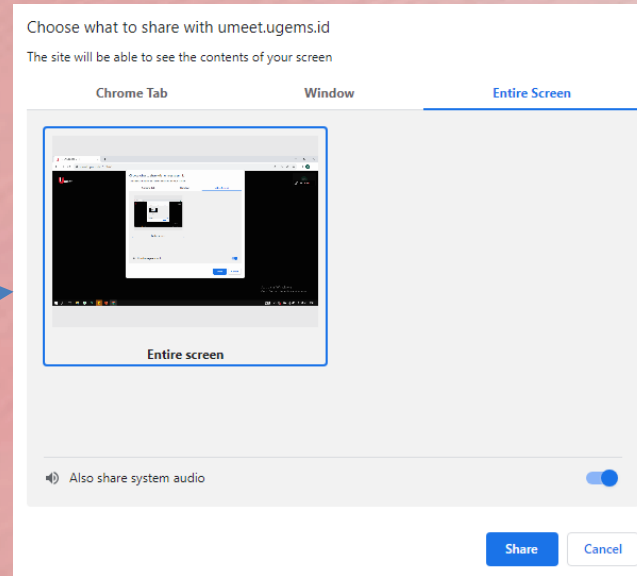 Choose what to share with umeet.ugems.id
The site will be able to see the contents of your screen
Chrome Tab Window Entire Screen
Entire screen
Also share system audio
Share Cancel